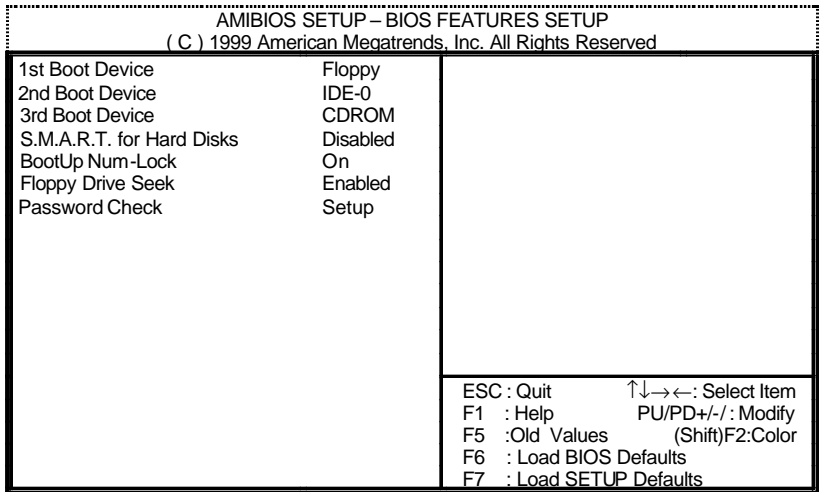 AMIBIOS SETUP – BIOS FEATURES SETUP
( C ) 1999 American Megatrends, Inc. All Rights Reserved
1st Boot Device Floppy
2nd Boot Device IDE-0
3rd Boot Device CDROM
S.M.A.R.T. for Hard Disks Disabled
BootUp Num-Lock On
Floppy Drive Seek Enabled
Password Check Setup
ESC : Quit ↑↓→←: Select Item
F1 : Help PU/PD+/-/ : Modify
F5 :Old Values (Shift)F2:Color
F6 : Load BIOS Defaults
F7 : Load SETUP Defaults